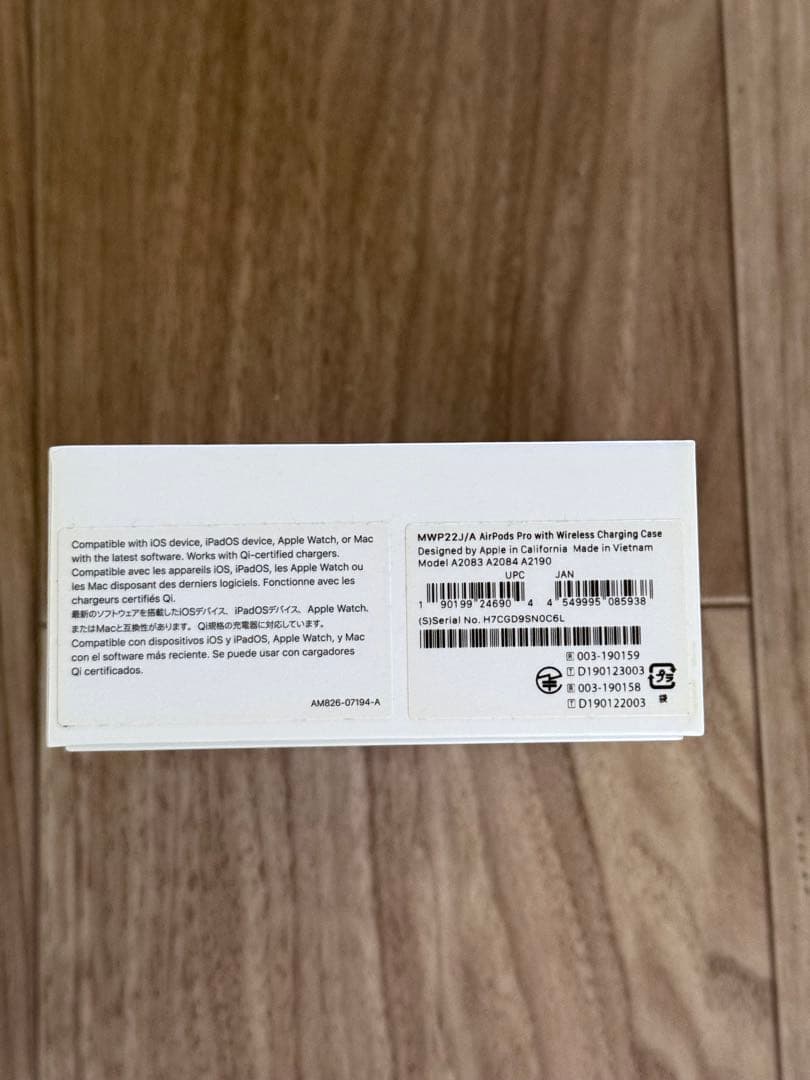 Compatible with iOS device, iPadOS device, Apple Watch, or Mac
with the latest software. Works with Qi-certified chargers.
Compatible avec les appareils iOS, iPadOS, les Apple Watch ou
les Mac disposant des derniers logiciels. Fonctionne avec les
chargeurs certifiés Qi.
最新のソフトウェアを搭載したiOSデバイス、iPadOSデバイス、Apple Watch、
またはMacと互換性があります。Qi規格の充電器に対応しています。
Compatible con dispositivos iOS y iPadOS, Apple Watch, y Mac
con el software más reciente. Se puede usar con cargadores
Qi certificados.
AM826-07194-A
MWP22J/A AirPods Pro with Wireless Charging Case
Designed by Apple in California Made in Vietnam
Model A2083 A2084 A2190
UPC JAN
1 90199 24690 4 4 549995 085938
(S)Serial No. H7CGD9SN0C6L
R 003-190159
T D190123003
R 003-190158
T D190122003
プラ
袋